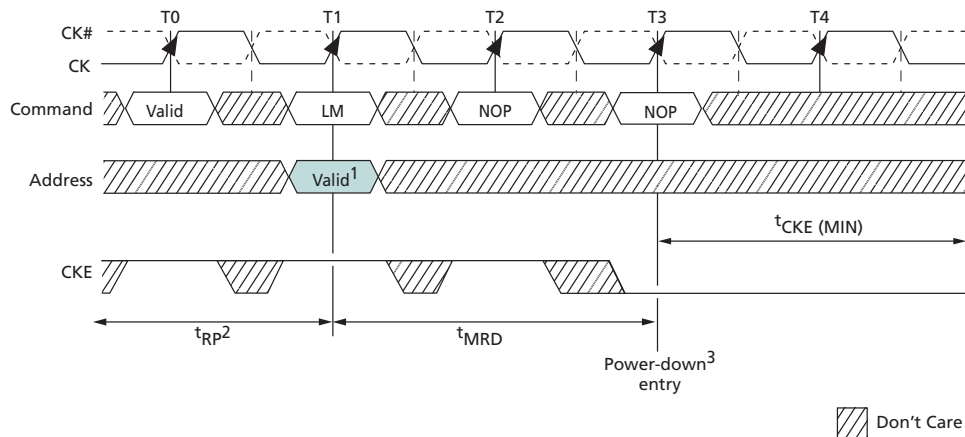 T0 T1 T2 T3 T4
CK#
CK
Command Valid LM NOP NOP
Address Valid1
tCKE (MIN)
CKE
tRP2 tMRD
Power-down3
entry
Don't Care